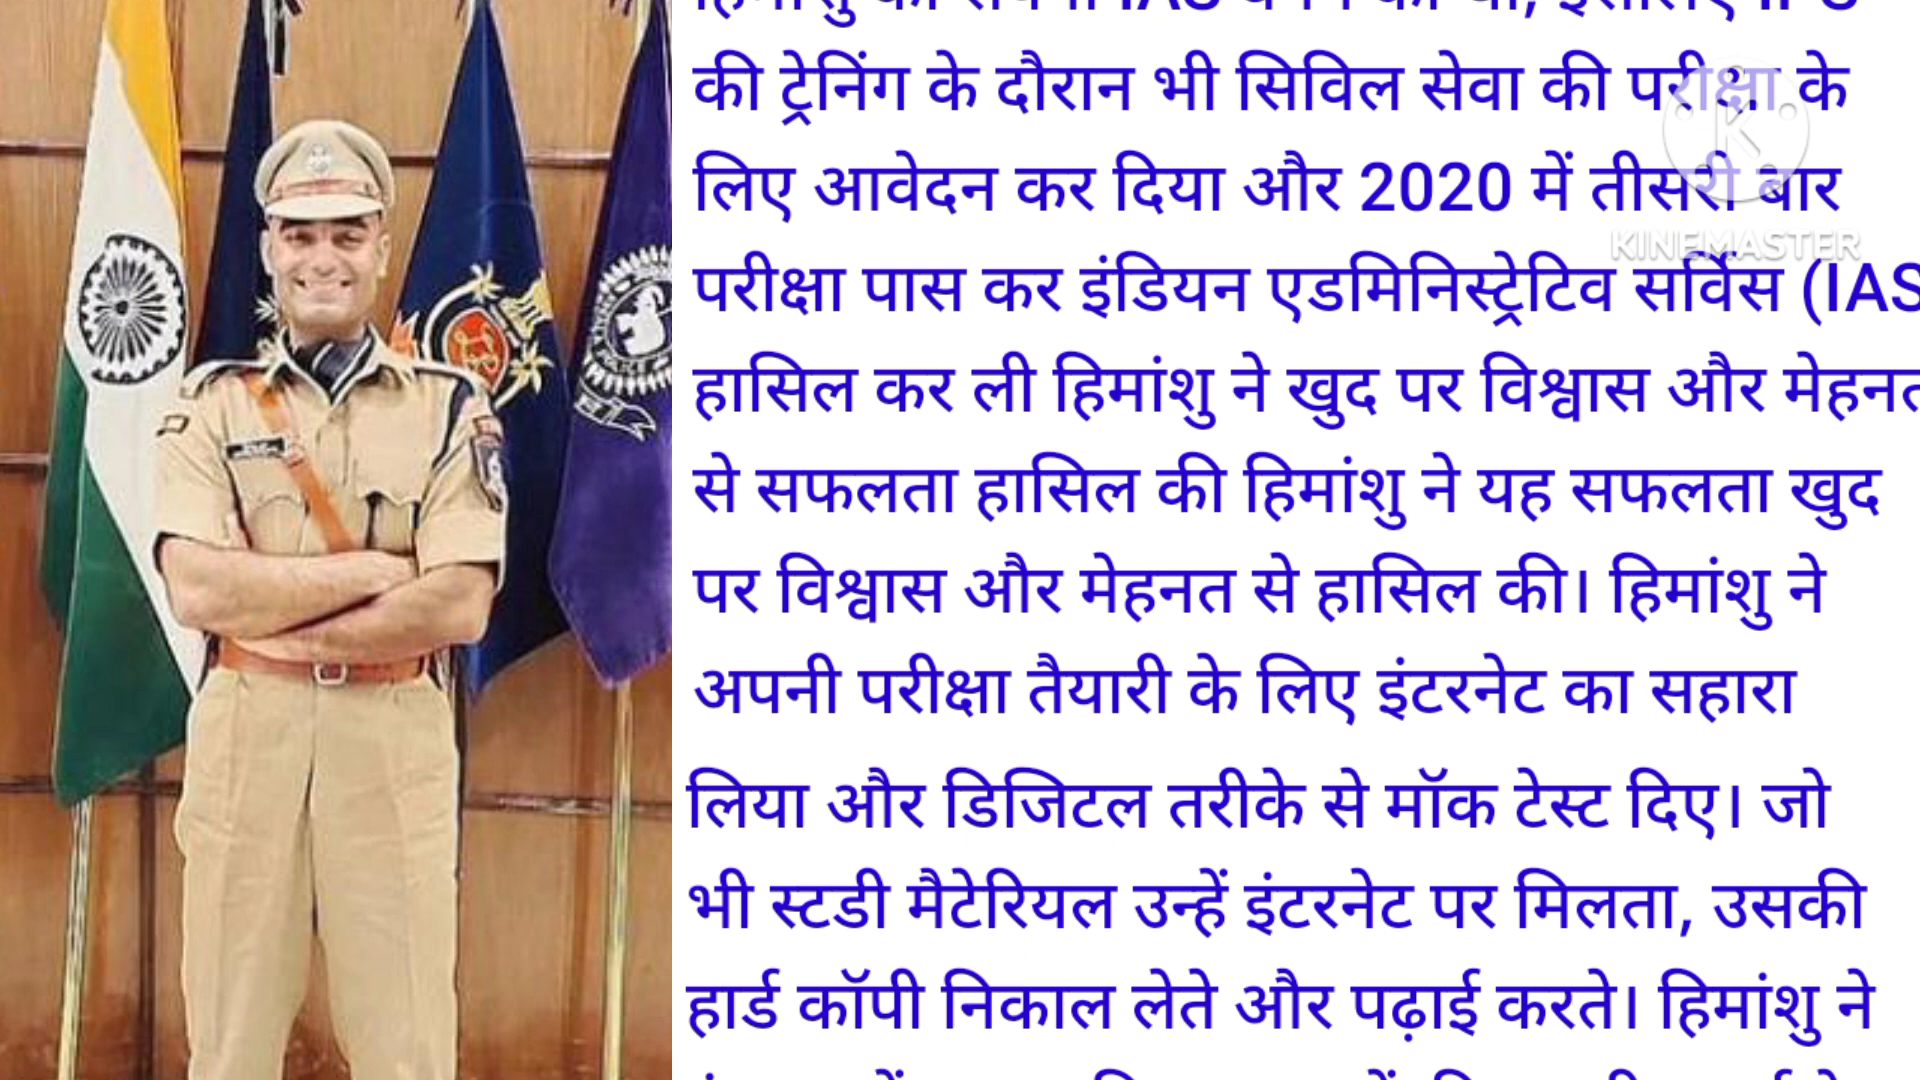 की ट्रेनिंग के दौरान भी सिविल सेवा की परीक्षा के
लिए आवेदन कर दिया और 2020 में तीसरी बार
परीक्षा पास कर इंडियन एडमिनिस्ट्रेटिव सर्विस (IAS
हासिल कर ली हिमांशु ने खुद पर विश्वास और मेहनत
से सफलता हासिल की हिमांशु ने यह सफलता खुद
पर विश्वास और मेहनत से हासिल की। हिमांशु ने
अपनी परीक्षा तैयारी के लिए इंटरनेट का सहारा
लिया और डिजिटल तरीके से मॉक टेस्ट दिए। जो
भी स्टडी मैटेरियल उन्हें इंटरनेट पर मिलता, उसकी
हार्ड कॉपी निकाल लेते और पढ़ाई करते। हिमांशु ने
K
KINEMASTER